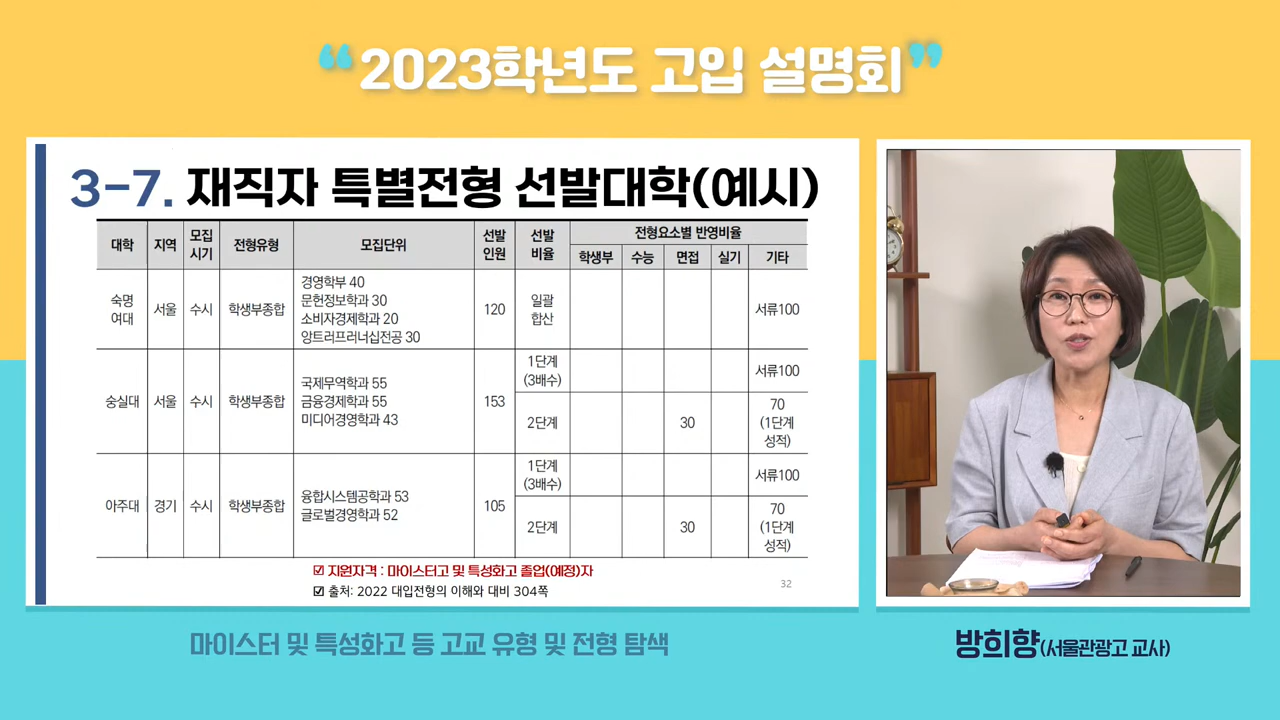 “2023학년도 고입 설명회”
3-7. 재직자 특별전형 선발대학(예시)
대학 지역 모집시기 전형유형 모집단위 선발인원 선발비율 전형요소별 반영비율
학생부 수능 면접 실기 기타
숙명여대 서울 수시 학생부종합
경영학부 40
문헌정보학과 30
소비자경제학과 20
앙트러프러너십전공 30
120 일괄합산 서류100
숭실대 서울 수시 학생부종합
국제무역학과 55
금융경제학과 55
미디어경영학과 43
153
1단계(3배수) 서류100
2단계 30 70(1단계 성적)
아주대 경기 수시 학생부종합
융합시스템공학과 53
글로벌경영학과 52
105
1단계(3배수) 서류100
2단계 30 70(1단계 성적)
☑ 지원자격 : 마이스터고 및 특성화고 졸업(예정)자
☑ 출처: 2022 대입전형의 이해와 대비 304쪽
32
마이스터 및 특성화고 등 고교 유형 및 전형 탐색
방희향(서울관광고 교사)